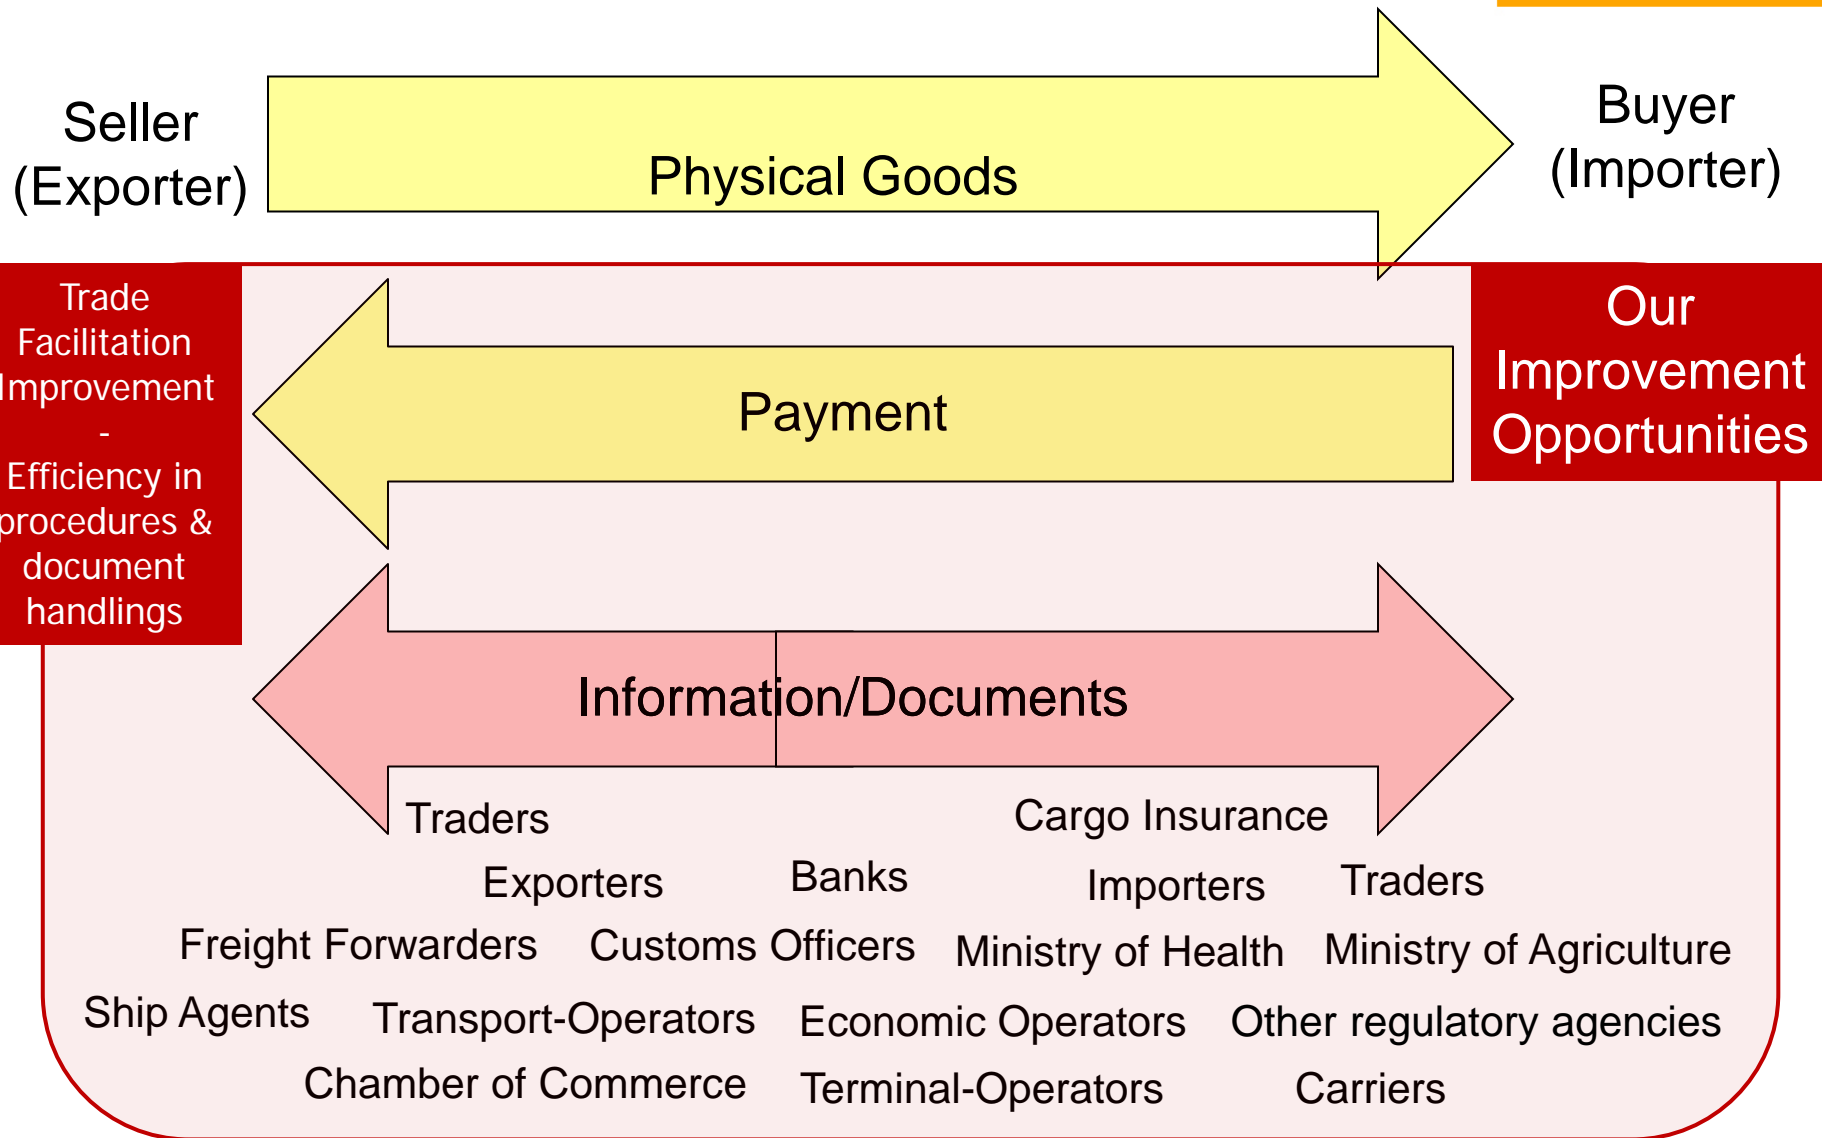 Seller
(Exporter)
Physical Goods
Buyer
(Importer)
Trade
Facilitation
Improvement
-
Efficiency in
procedures &
document
handlings
Our
Improvement
Opportunities
Payment
Information/Documents
Traders
Cargo Insurance
Exporters
Banks
Importers
Traders
Freight Forwarders
Customs Officers
Ministry of Health
Ministry of Agriculture
Ship Agents
Transport-Operators
Economic Operators
Other regulatory agencies
Chamber of Commerce
Terminal-Operators
Carriers